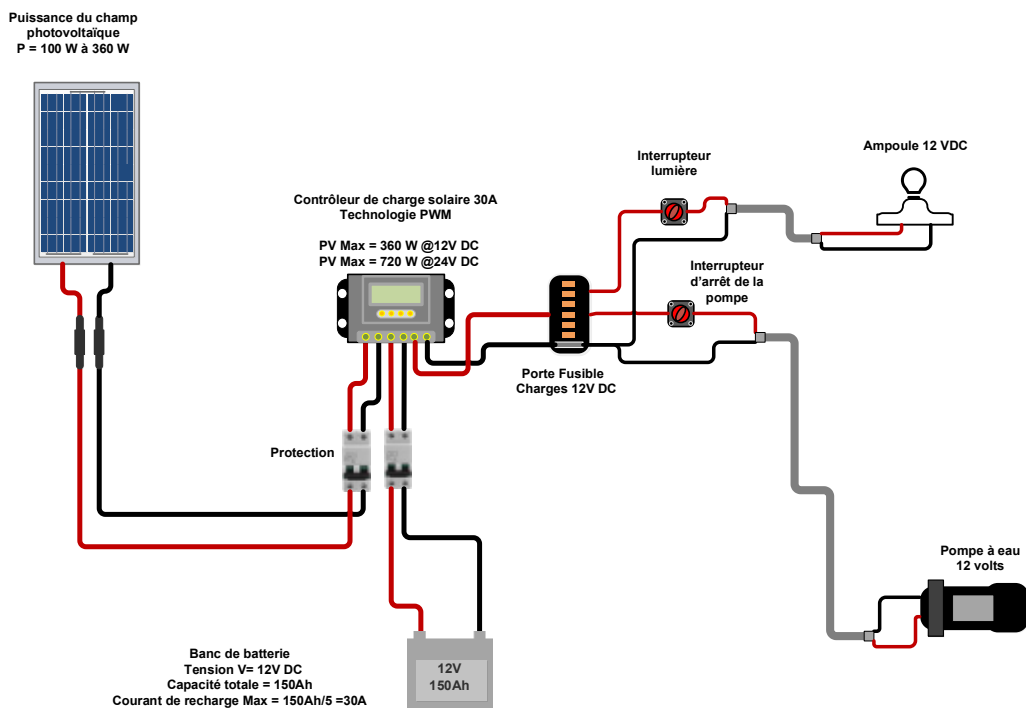 Puissance du champ
photovoltaïque
P = 100 W à 360 W
Ampoule 12 VDC
Interrupteur
lumière
Contrôleur de charge solaire 30A
Technologie PWM
PV Max = 360 W @12V DC
PV Max = 720 W @24V DC
Interrupteur
d'arrêt de la
pompe
Porte Fusible
Charges 12V DC
Protection
Pompe à eau
12 volts
Banc de batterie
Tension V= 12V DC
Capacité totale = 150Ah
Courant de recharge Max = 150Ah/5 =30A
12V
150Ah